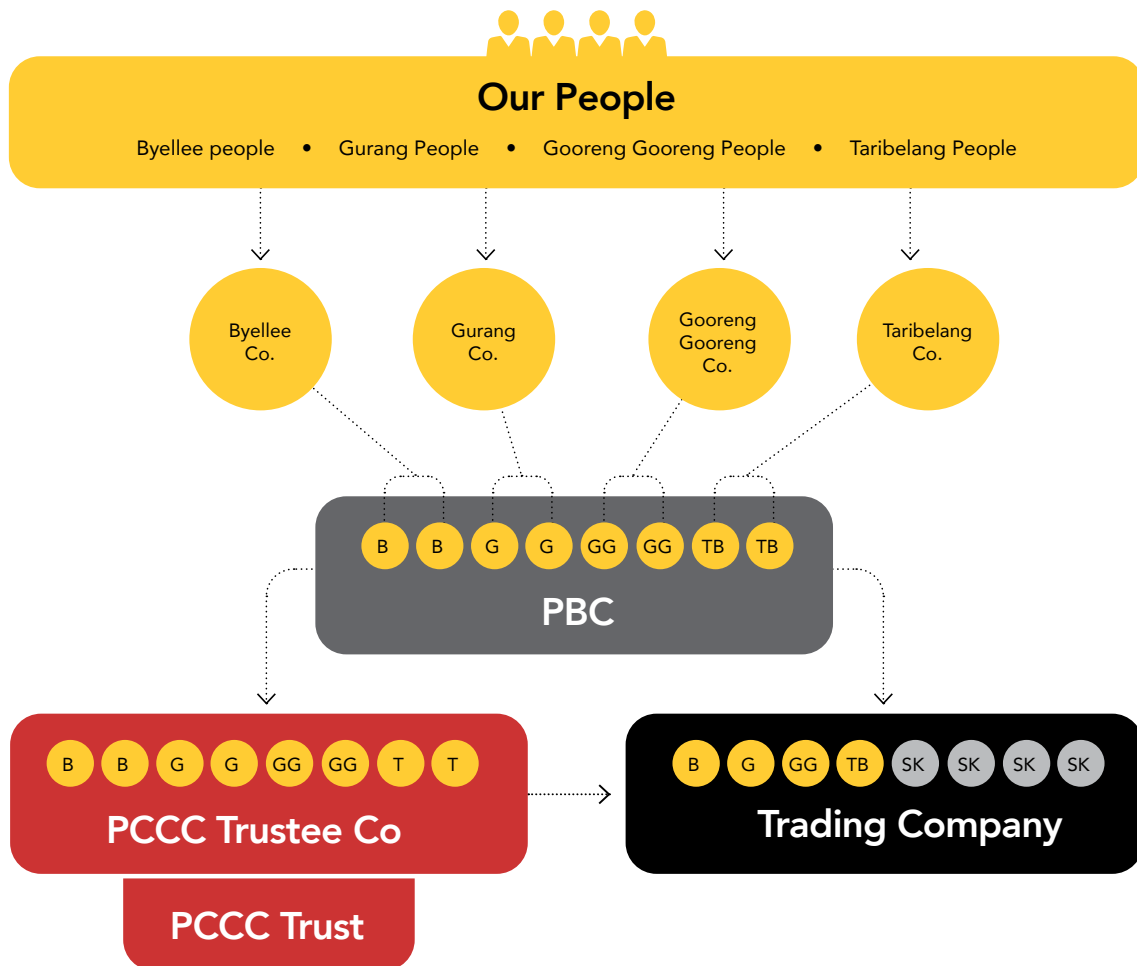 Our People
Byellee people • Gurang People • Gooreng Gooreng People • Taribelang People
Byellee
Co.
Gurang
Co.
Gooreng
Gooreng
Co.
Taribelang
Co.
B B G G GG GG TB TB
PBC
B B G G GG GG T T
PCCC Trustee Co
PCCC Trust
B G GG TB SK SK SK SK
Trading Company